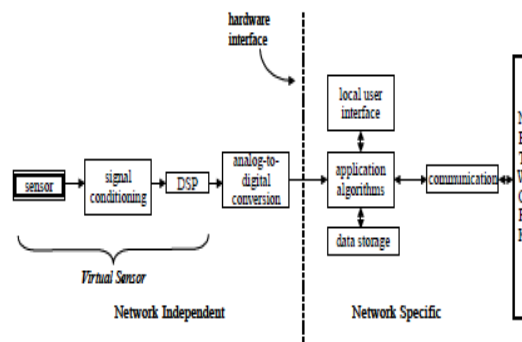 hardware
interface
local user
interface
sensor
signal
conditioning
DSP
analog-to-
digital
conversion
application
algorithms
communication
data storage
Virtual Sensor
Network Independent
Network Specific
N
E
T
W
O
R
K